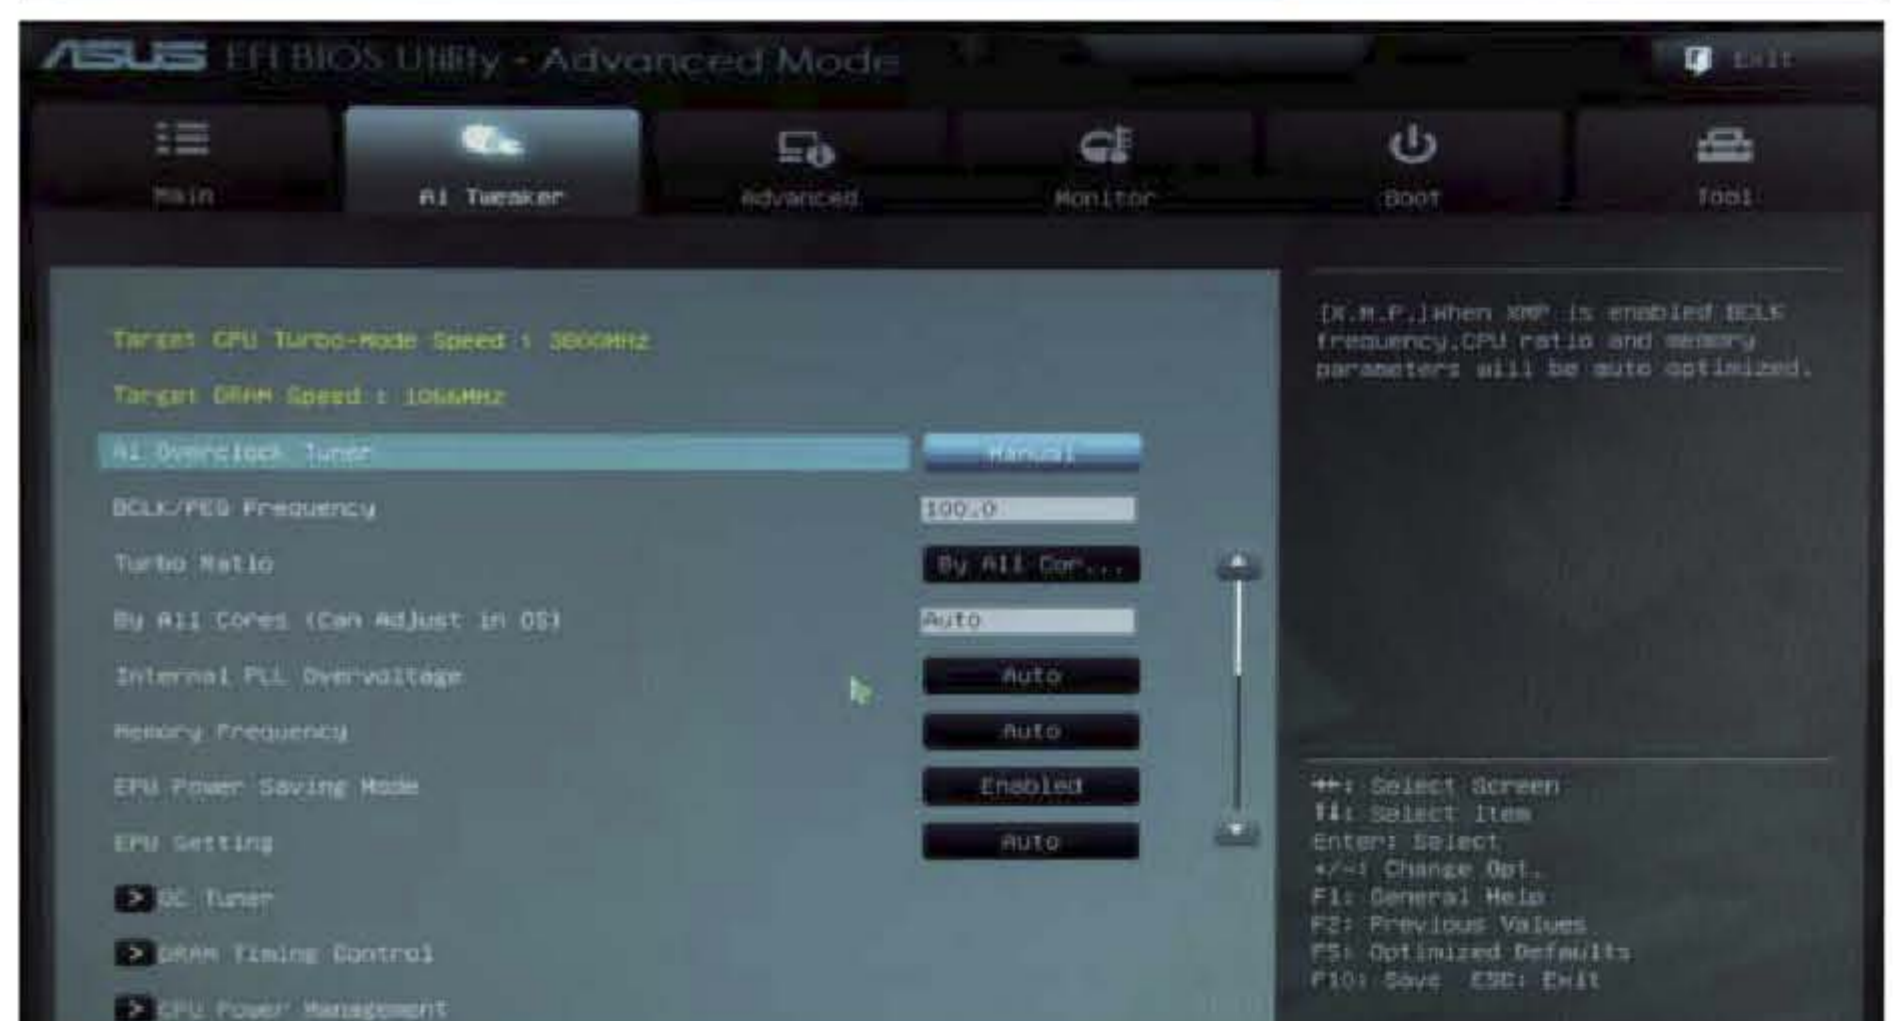 ASUS EFI BIOS Utility - Advanced Mode
Exit
Main
Ai Tweaker
Advanced
Monitor
Boot
Tool
Target CPU Turbo-Mode Speed : 3800MHz
Target DRAM Speed : 1066MHz
Ai Overclock Tuner
Manual
BCLK/PEG Frequency
100.0
Turbo Ratio
By All Cor...
By All Cores (Can Adjust in OS)
Auto
Internal PLL Overvoltage
Auto
Memory Frequency
Auto
EPU Power Saving Mode
Enabled
EPU Setting
Auto
> OC Tuner
> DRAM Timing Control
> CPU Power Management
[X.M.P.]When XMP is enabled BCLK
frequency,CPU ratio and memory
parameters will be auto optimized.
→←: Select Screen
↑↓: Select Item
Enter: Select
+/-: Change Opt.
F1: General Help
F2: Previous Values
F5: Optimized Defaults
F10: Save ESC: Exit